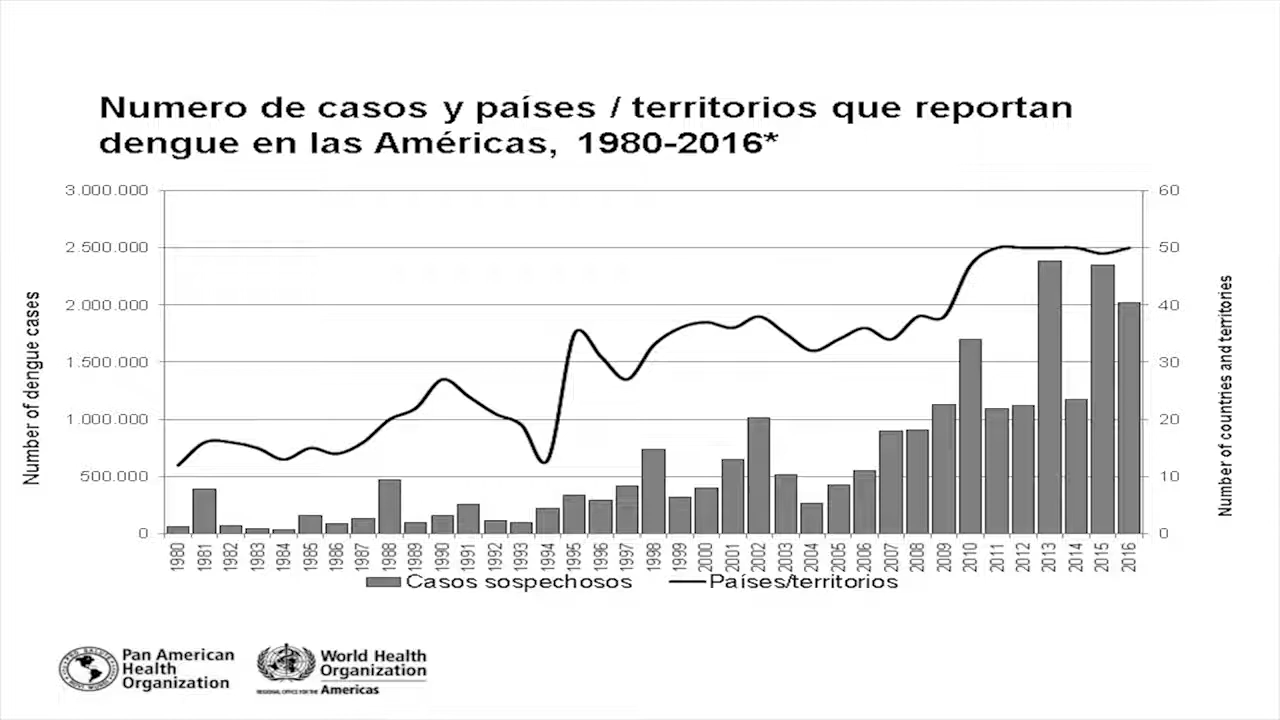 Numero de casos y países / territorios que reportan
dengue en las Américas, 1980-2016*
Number of dengue cases
3.000.000
2.500.000
2.000.000
1.500.000
1.000.000
500.000
0
60
50
40
30
20
10
0
Number of countries and territories
1980 1981 1982 1983 1984 1985 1986 1987 1988 1989 1990 1991 1992 1993 1994 1995 1996 1997 1998 1999 2000 2001 2002 2003 2004 2005 2006 2007 2008 2009 2010 2011 2012 2013 2014 2015 2016
Casos sospechosos Países/territorios
Pan American
Health
Organization
World Health
Organization
REGIONAL OFFICE FOR THE Americas